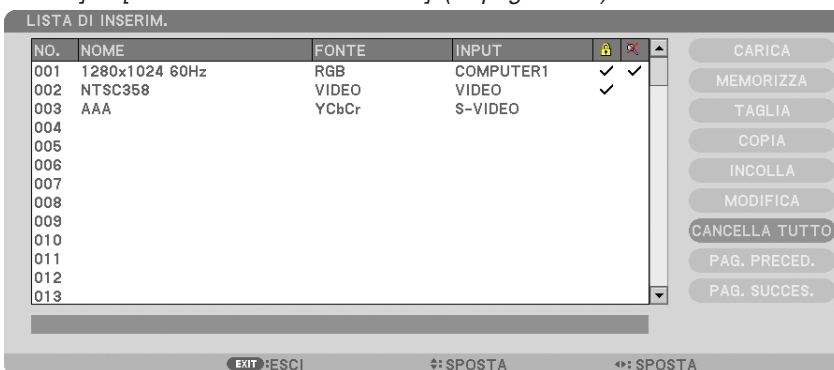 LISTA DI INSERIM.
NO. NOME FONTE INPUT
001 1280x1024 60Hz RGB COMPUTER1 ✓ ✓
002 NTSC358 VIDEO VIDEO ✓
003 AAA YCbCr S-VIDEO
004
005
006
007
008
009
010
011
012
013
CARICA
MEMORIZZA
TAGLIA
COPIA
INCOLLA
MODIFICA
CANCELLA TUTTO
PAG. PRECED.
PAG. SUCCES.
EXIT :ESCI :SPOSTA :SPOSTA